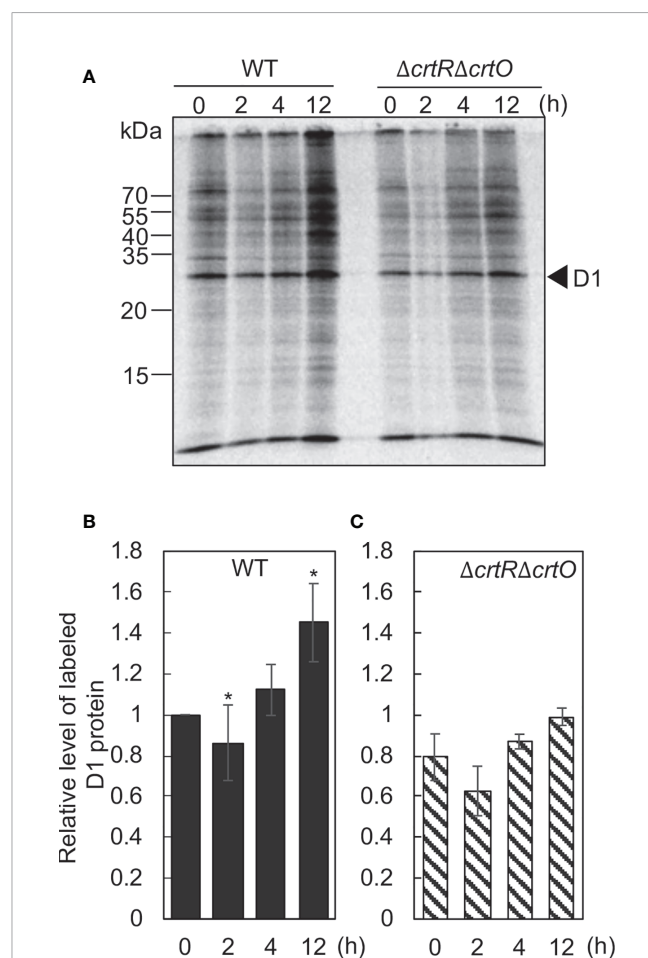 A
WT
ΔcrtRΔcrtO
0 2 4 12 0 2 4 12 (h)
kDa
70
55
40
35
D1
20
15
B
C
1.8
1.6
1.4
1.2
1
0.8
0.6
0.4
0.2
0
Relative level of labeled
D1 protein
WT
*
*
0 2 4 12 (h)
1.8
1.6
1.4
1.2
1
0.8
0.6
0.4
0.2
0
ΔcrtRΔcrtO
0 2 4 12 (h)